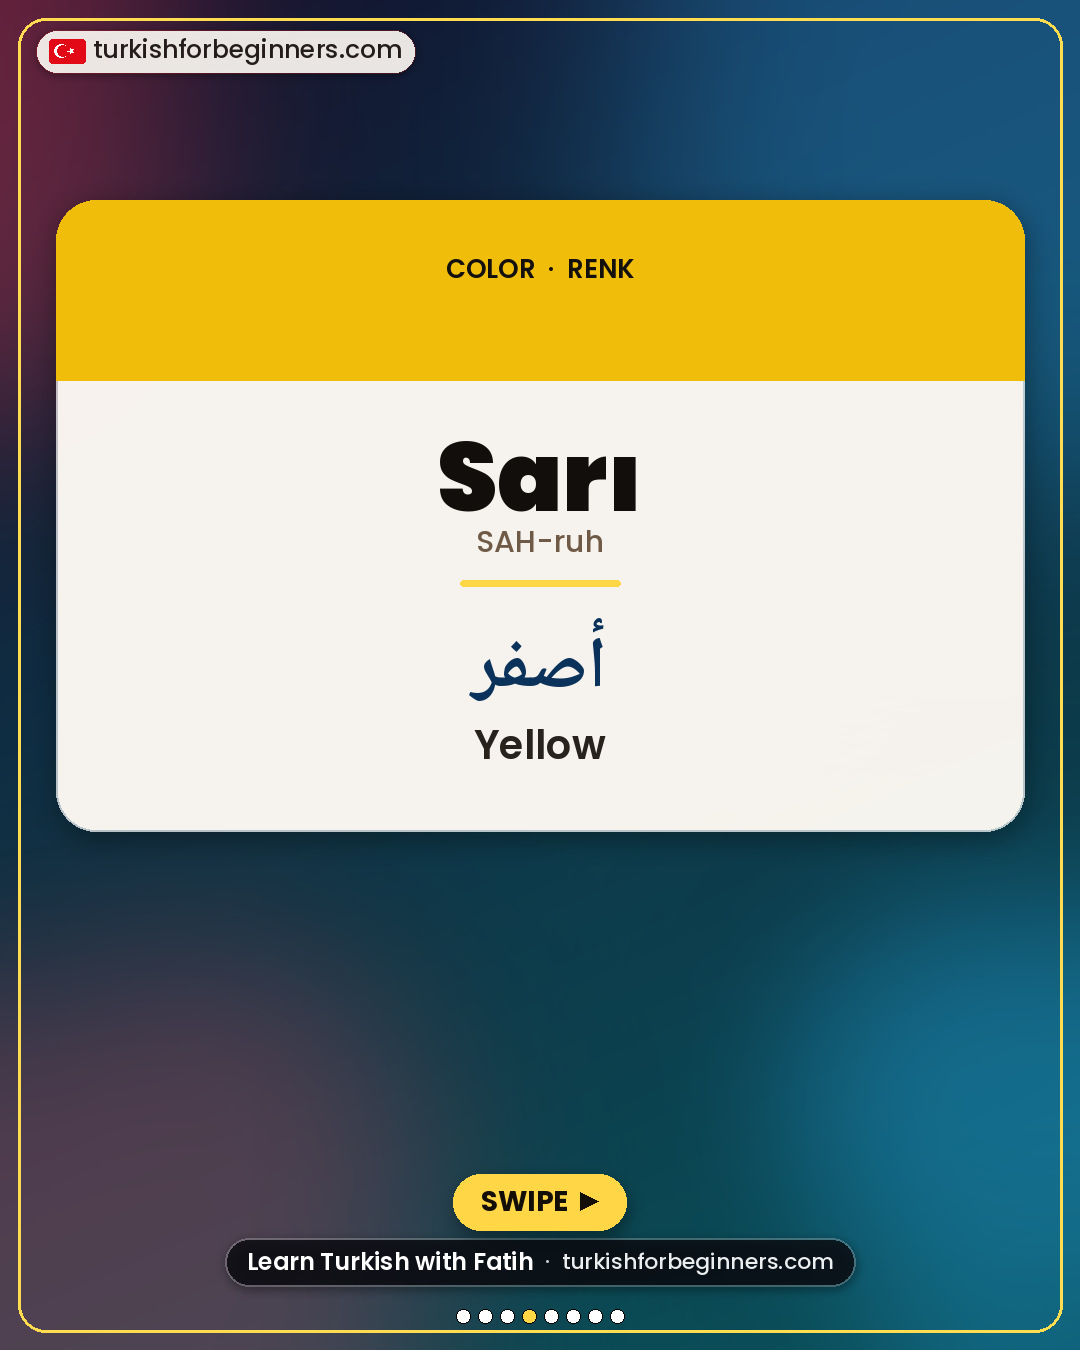 turkishforbeginners.com
COLOR · RENK
Sarı
SAH-ruh
أصفر
Yellow
SWIPE ▶
Learn Turkish with Fatih · turkishforbeginners.com